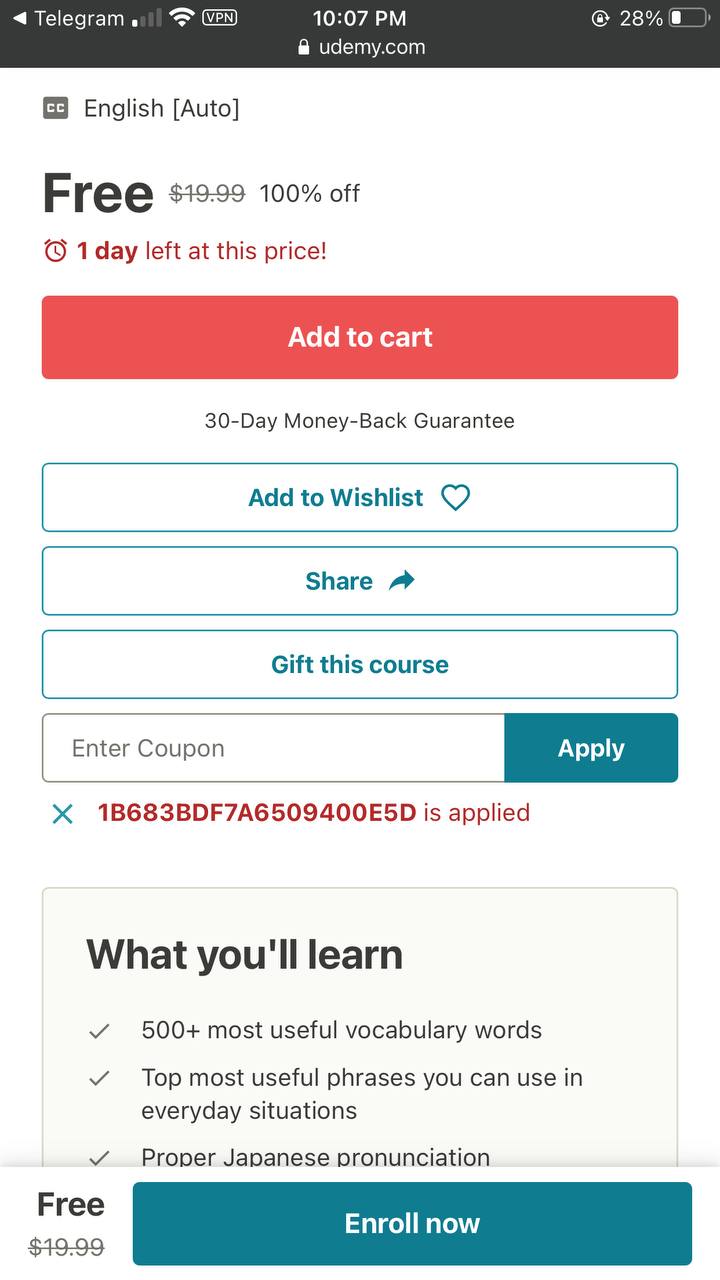 Telegram VPN 10:07 PM 28%
udemy.com
CC English [Auto]
Free $19.99 100% off
1 day left at this price!
Add to cart
30-Day Money-Back Guarantee
Add to Wishlist
Share
Gift this course
Enter Coupon Apply
1B683BDF7A6509400E5D is applied
What you'll learn
500+ most useful vocabulary words
Top most useful phrases you can use in
everyday situations
Proper Japanese pronunciation
Free
$19.99
Enroll now